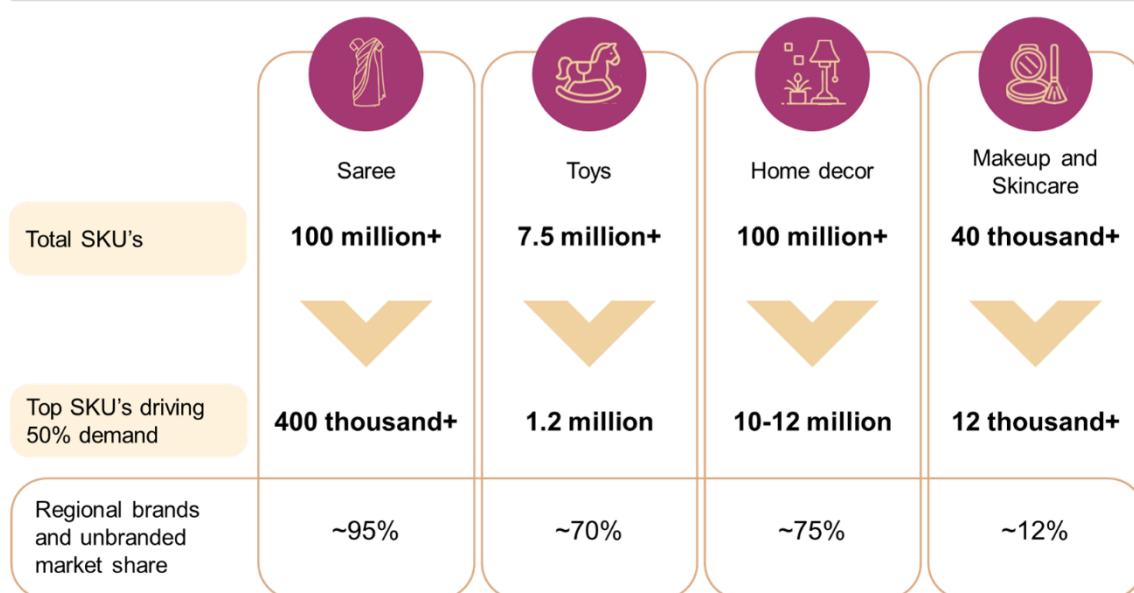 Saree
Toys
Home decor
Makeup and
Skincare
Total SKU's
100 million+
7.5 million+
100 million+
40 thousand+
Top SKU's driving
50% demand
400 thousand+
1.2 million
10-12 million
12 thousand+
Regional brands
and unbranded
market share
~95%
~70%
~75%
~12%